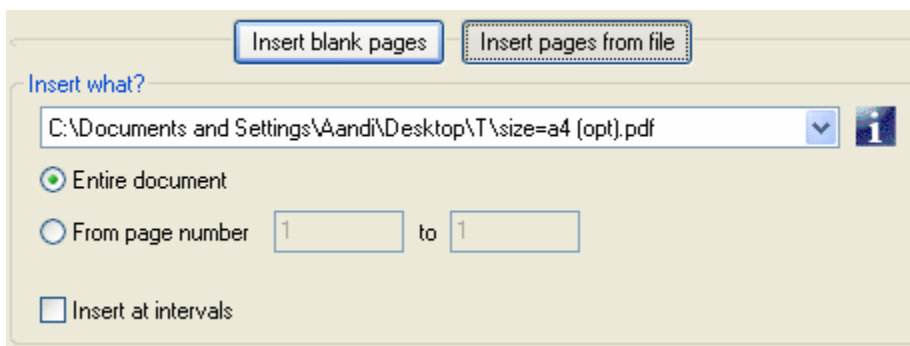 Insert blank pages Insert pages from file
Insert what?
C:\Documents and Settings\Aandi\Desktop\T\size=a4 (opt).pdf
Entire document
From page number 1 to 1
Insert at intervals